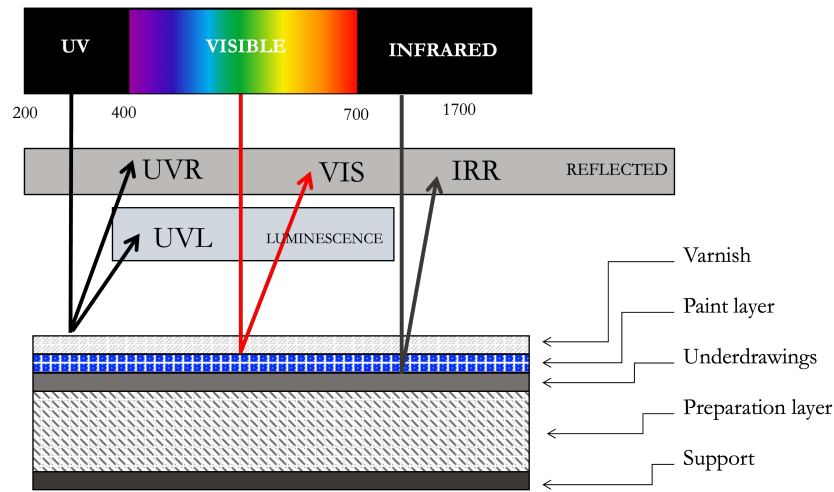 UV VISIBLE INFRARED
200 400 700 1700
UVR VIS IRR REFLECTED
UVL LUMINESCENCE
Varnish
Paint layer
Underdrawings
Preparation layer
Support